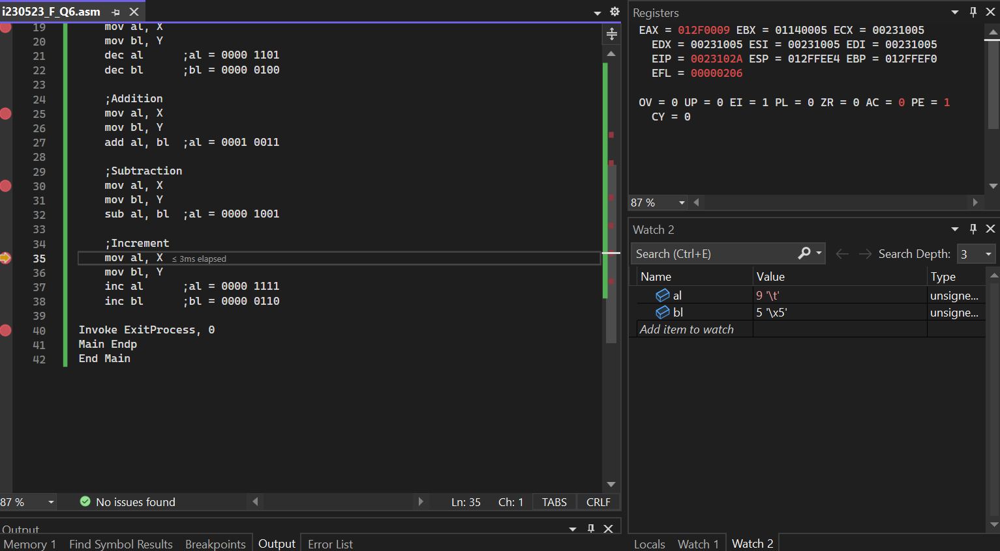 i230523_F_Q6.asm
19 mov al, X
20 mov bl, Y
21 dec al ;al = 0000 1101
22 dec bl ;bl = 0000 0100
23
24 ;Addition
25 mov al, X
26 mov bl, Y
27 add al, bl ;al = 0001 0011
28
29 ;Subtraction
30 mov al, X
31 mov bl, Y
32 sub al, bl ;al = 0000 1001
33
34 ;Increment
35 mov al, X ≤ 3ms elapsed
36 mov bl, Y
37 inc al ;al = 0000 1111
38 inc bl ;bl = 0000 0110
39
40 Invoke ExitProcess, 0
41 Main Endp
42 End Main
87 % No issues found Ln: 35 Ch: 1 TABS CRLF
Output
Memory 1 Find Symbol Results Breakpoints Output Error List
Registers
EAX = 012F0009 EBX = 01140005 ECX = 00231005
EDX = 00231005 ESI = 00231005 EDI = 00231005
EIP = 0023102A ESP = 012FFEE4 EBP = 012FFEF0
EFL = 00000206
OV = 0 UP = 0 EI = 1 PL = 0 ZR = 0 AC = 0 PE = 1
CY = 0
87 %
Watch 2
Search (Ctrl+E) Search Depth: 3
Name Value Type
al 9 '\t' unsigne...
bl 5 '\x5' unsigne...
Add item to watch
Locals Watch 1 Watch 2